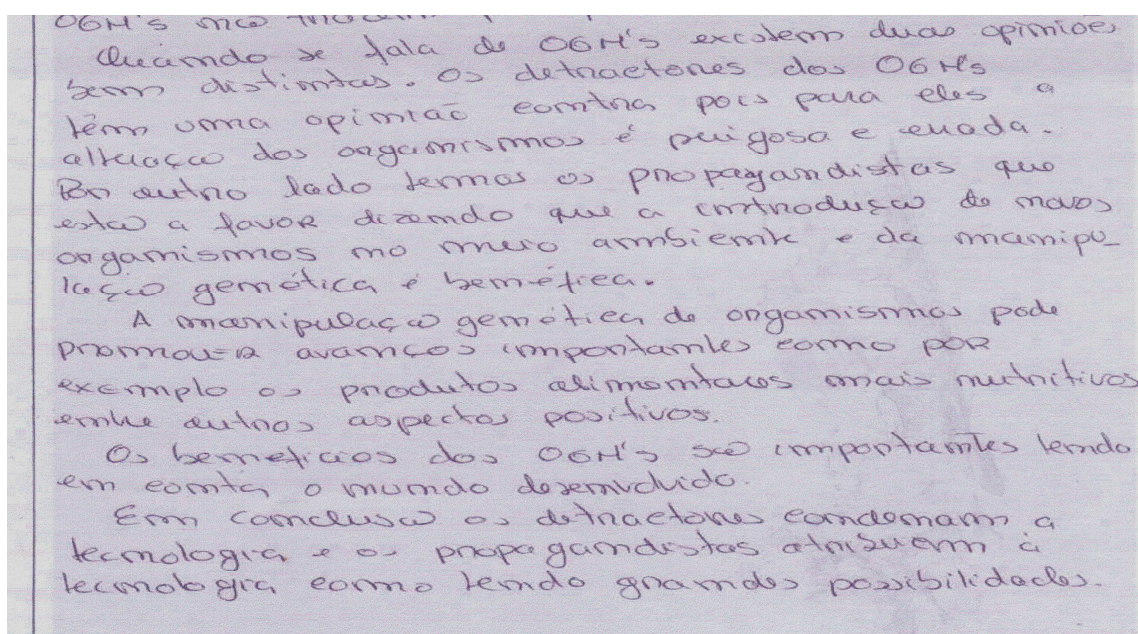 OGM's
Quando se fala de OGM's existem duas opiniões
bem distintas. Os detractores dos OGM's
têm uma opinião contra pois para eles a
alteração dos organismos é perigosa e errada.
Por outro lado temos os propagandistas que
estão a favor dizendo que a introdução de novos
organismos no meio ambiente e da manipu-
lação genética é benéfica.
A manipulação genética de organismos pode
promover avanços importantes como por
exemplo os produtos alimentares mais nutritivos
entre outros aspectos positivos.
Os beneficios dos OGM's são importantes tendo
em conta o mundo desenvolvido.
Em conclusão os detractores condenam a
tecnologia e os propagandistas atribuem à
tecnologia como tendo grandes possibilidades.